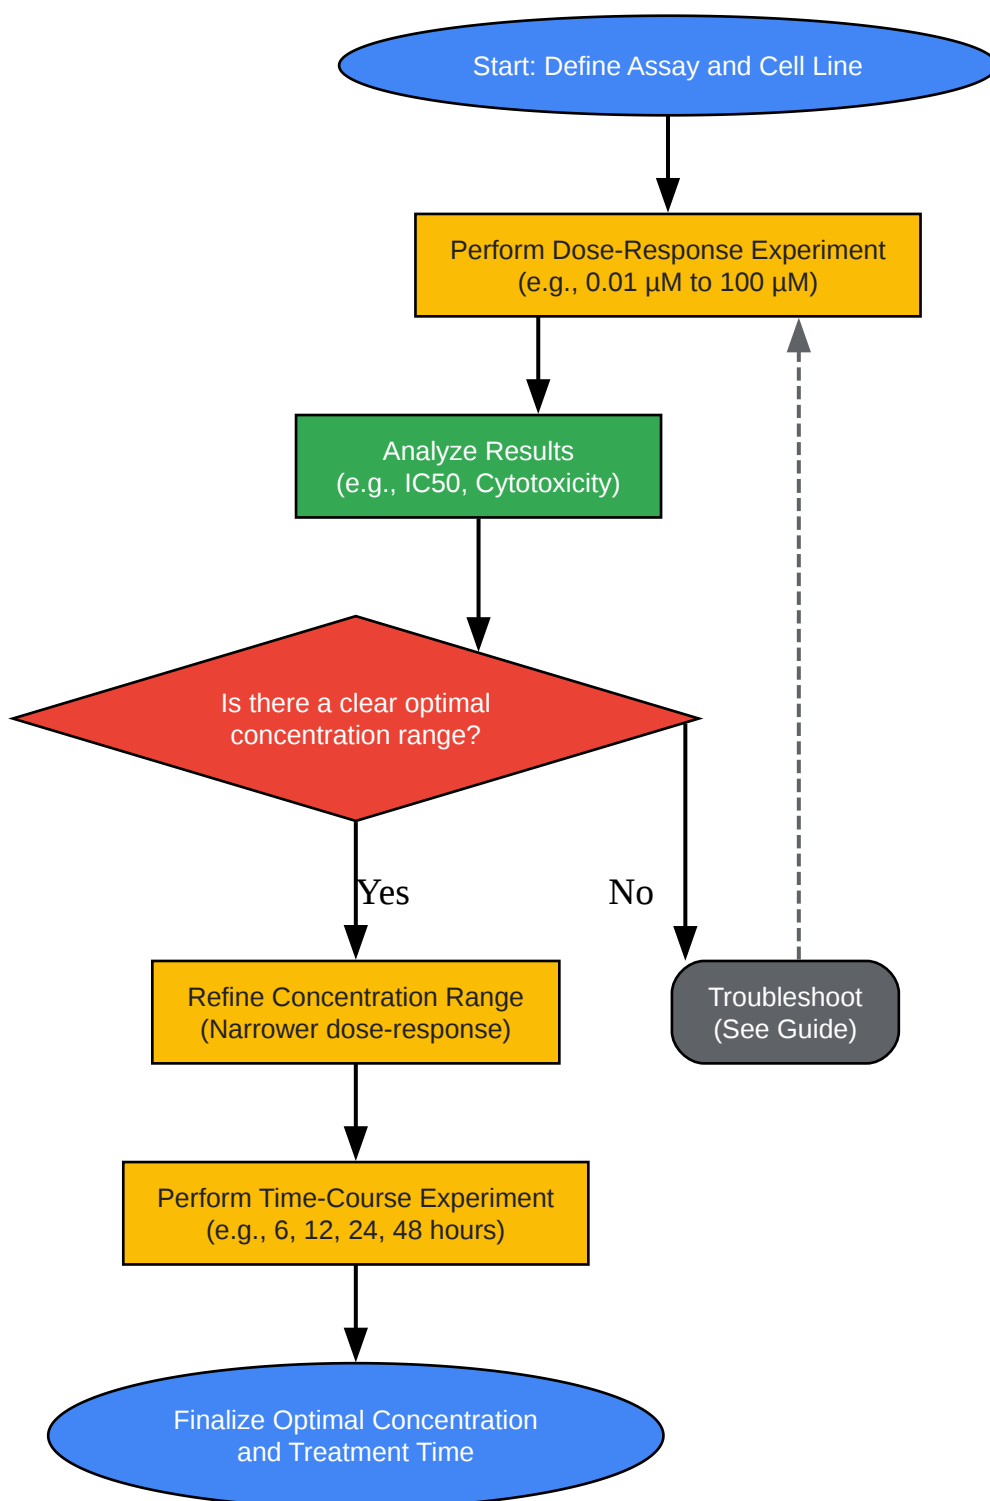 Start: Define Assay and Cell Line
Perform Dose-Response Experiment
(e.g., 0.01 µM to 100 µM)
Analyze Results
(e.g., IC50, Cytotoxicity)
Is there a clear optimal
concentration range?
Yes
No
Refine Concentration Range
(Narrower dose-response)
Troubleshoot
(See Guide)
Perform Time-Course Experiment
(e.g., 6, 12, 24, 48 hours)
Finalize Optimal Concentration
and Treatment Time